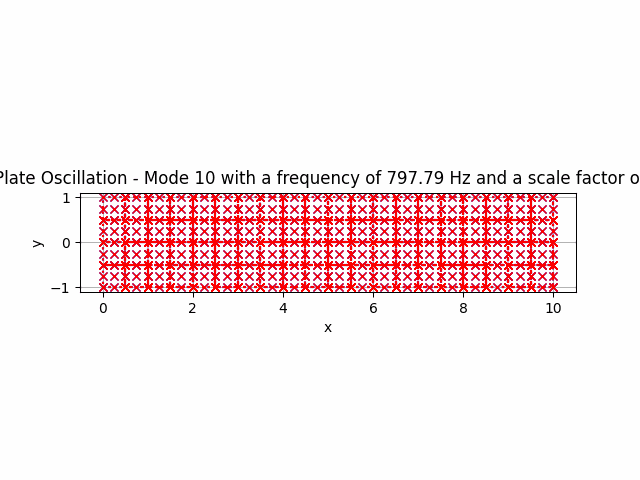 Plate Oscillation - Mode 10 with a frequency of 797.79 Hz and a scale factor o
1
0
−1
y
0 2 4 6 8 10
x